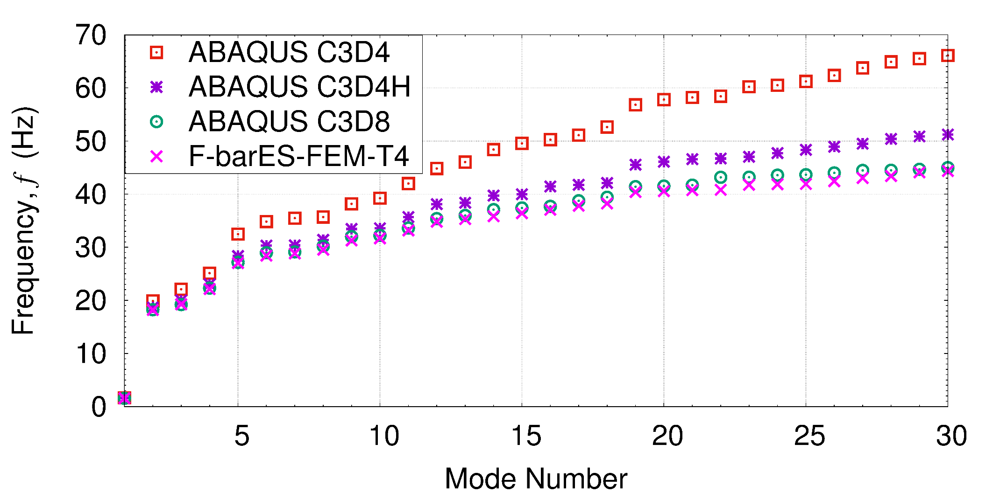 70
60
50
40
30
20
10
0
Frequency, f (Hz)
ABAQUS C3D4
ABAQUS C3D4H
ABAQUS C3D8
F-barES-FEM-T4
5 10 15 20 25 30
Mode Number